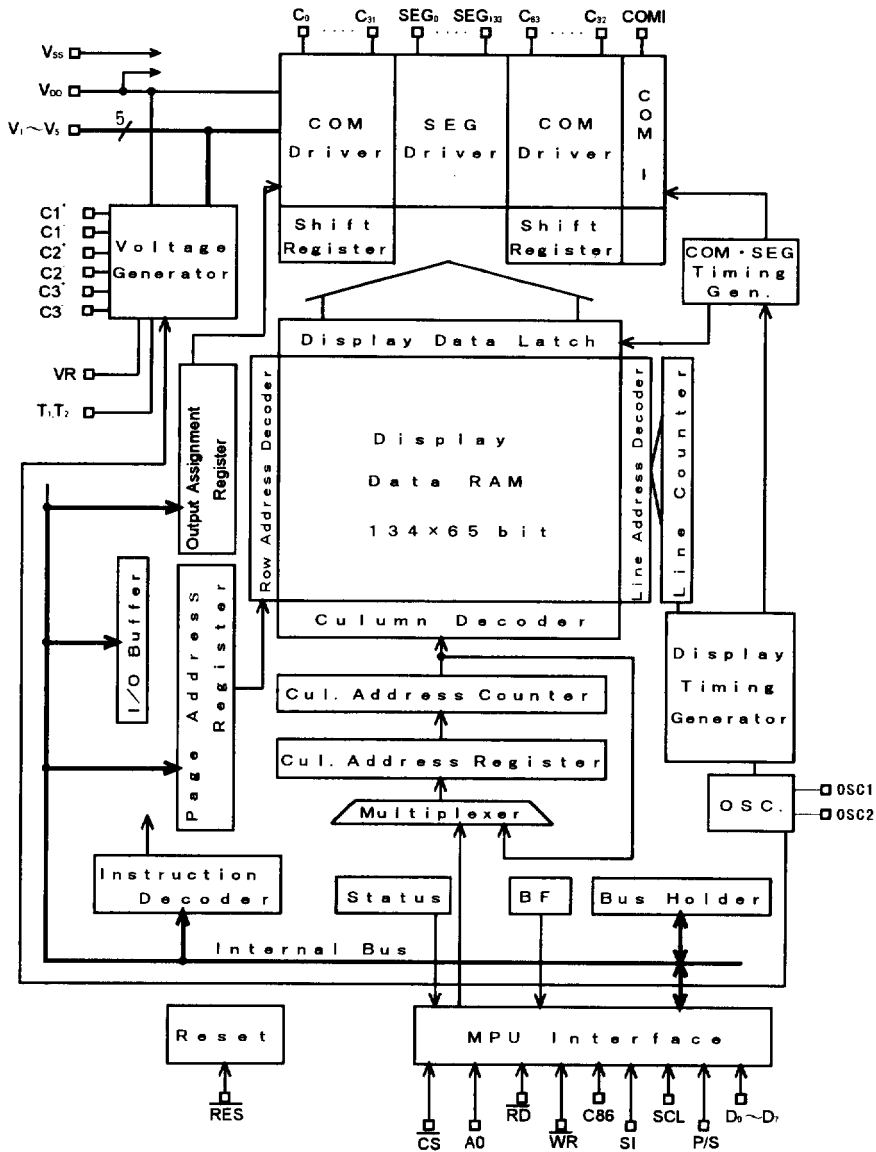 C0 C31 SEG0 SEG133 C63 C32 COMI
VSS
VDD
V1~V5
5
COM
Driver
SEG
Driver
COM
Driver
COM I
Shift
Register
Shift
Register
C1+
C1-
C2+
C2-
C3+
C3-
Voltage
Generator
COM・SEG
Timing
Gen.
VR
T1,T2
Output Assignment
Register
Display Data Latch
Row Address Decoder
Display
Data RAM
134×65 bit
Line Address Decoder
Line Counter
Culumn Decoder
I/O Buffer
Page Address
Register
Cul. Address Counter
Cul. Address Register
Multiplexer
Display
Timing
Generator
OSC.
OSC1
OSC2
Instruction
Decoder
Status
BF
Bus Holder
Internal Bus
Reset
MPU Interface
RES
CS
A0
RD
WR
C86
SI
SCL
P/S
D0~D7